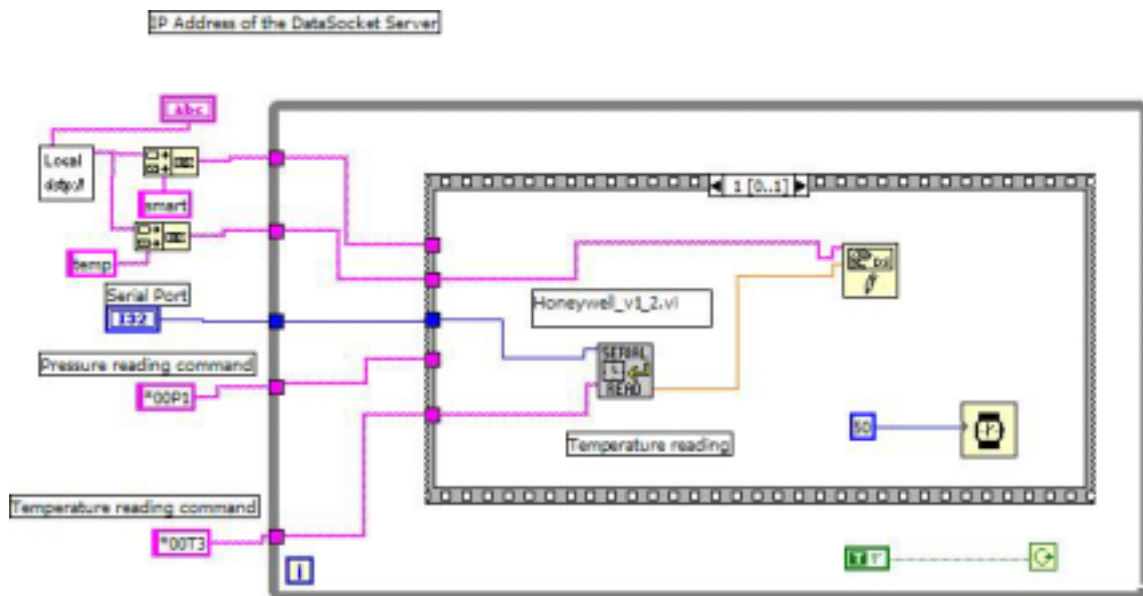 IP Address of the DataSocket Server
abc
Local
dstp://
smart
temp
Serial Port
I32
Pressure reading command
*00P1
Temperature reading command
*00T3
1 [0..1]
Honeywell_v1_2.vi
SERIAL
READ
Temperature reading
50
i
T F